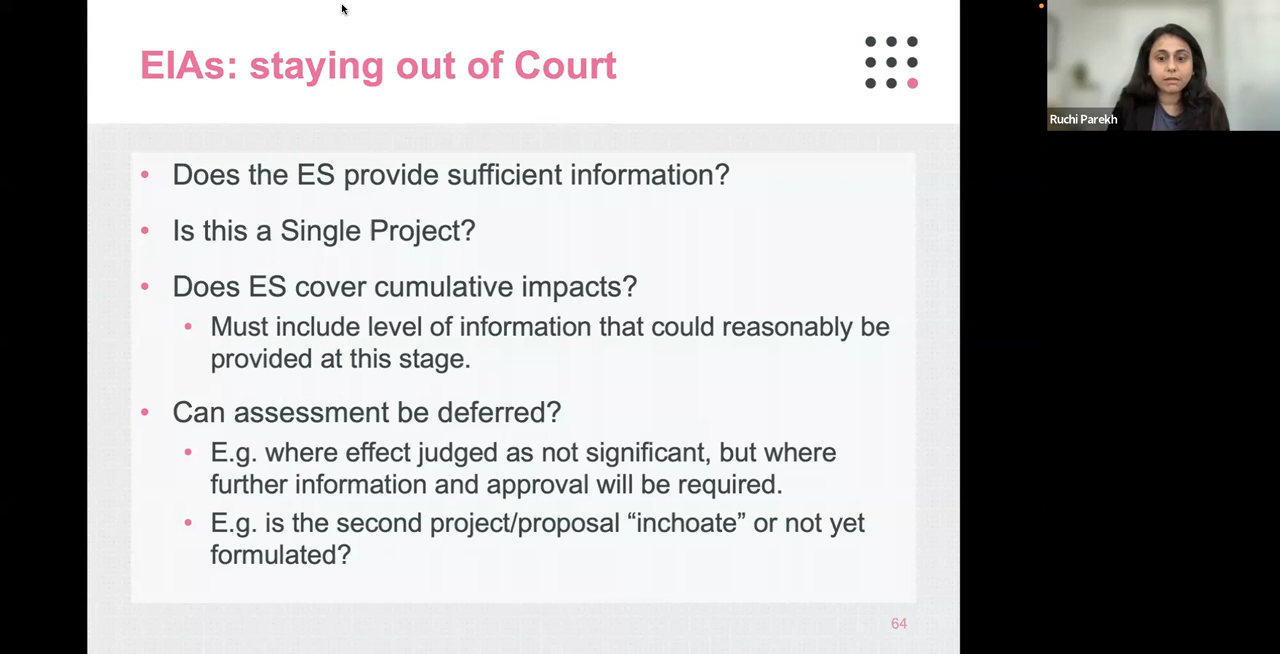 EIAs: staying out of Court
Ruchi Parekh
• Does the ES provide sufficient information?
• Is this a Single Project?
• Does ES cover cumulative impacts?
• Must include level of information that could reasonably be
provided at this stage.
• Can assessment be deferred?
• E.g. where effect judged as not significant, but where
further information and approval will be required.
• E.g. is the second project/proposal “inchoate” or not yet
formulated?
64